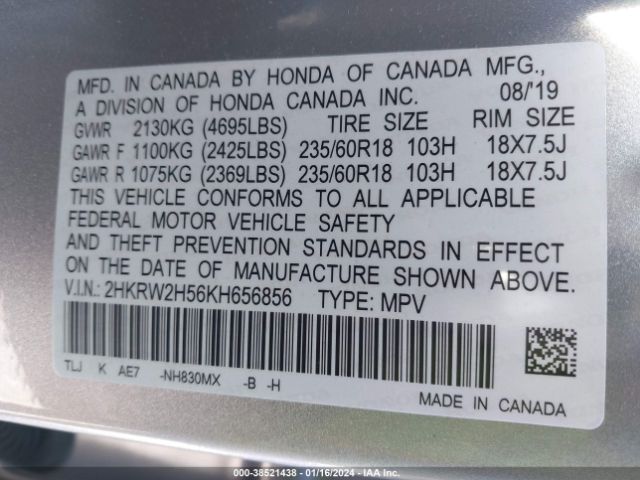 MFD. IN CANADA BY HONDA OF CANADA MFG.,
A DIVISION OF HONDA CANADA INC. 08/'19
GVWR 2130KG (4695LBS) TIRE SIZE RIM SIZE
GAWR F 1100KG (2425LBS) 235/60R18 103H 18X7.5J
GAWR R 1075KG (2369LBS) 235/60R18 103H 18X7.5J
THIS VEHICLE CONFORMS TO ALL APPLICABLE
FEDERAL MOTOR VEHICLE SAFETY
AND THEFT PREVENTION STANDARDS IN EFFECT
ON THE DATE OF MANUFACTURE SHOWN ABOVE.
V.I.N.: 2HKRW2H56KH656856 TYPE: MPV
TLJ K AE7 -NH830MX -B -H
MADE IN CANADA
000-38521438 - 01/16/2024 - IAA Inc.